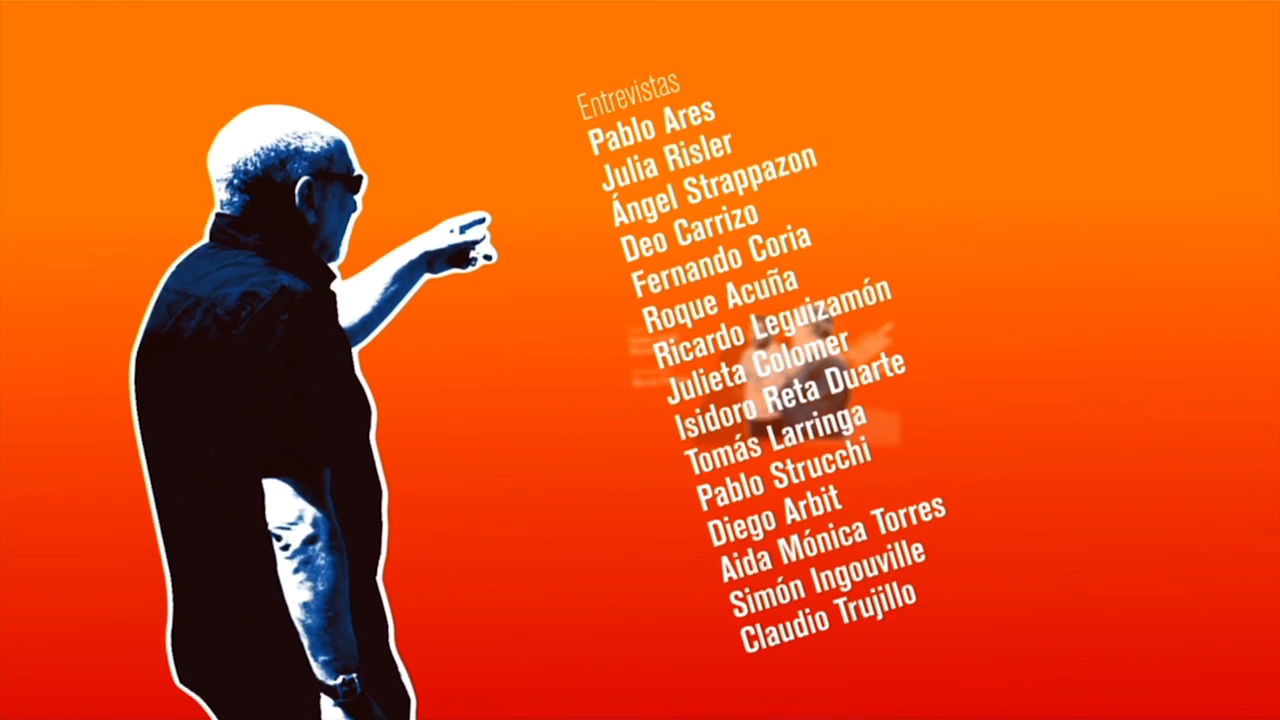 Entrevistas
Pablo Ares
Julia Risler
Ángel Strappazon
Deo Carrizo
Fernando Coria
Roque Acuña
Ricardo Leguizamón
Julieta Colomer
Isidoro Reta Duarte
Tomás Larringa
Pablo Strucchi
Diego Arbit
Aida Mónica Torres
Simón Ingouville
Claudio Trujillo